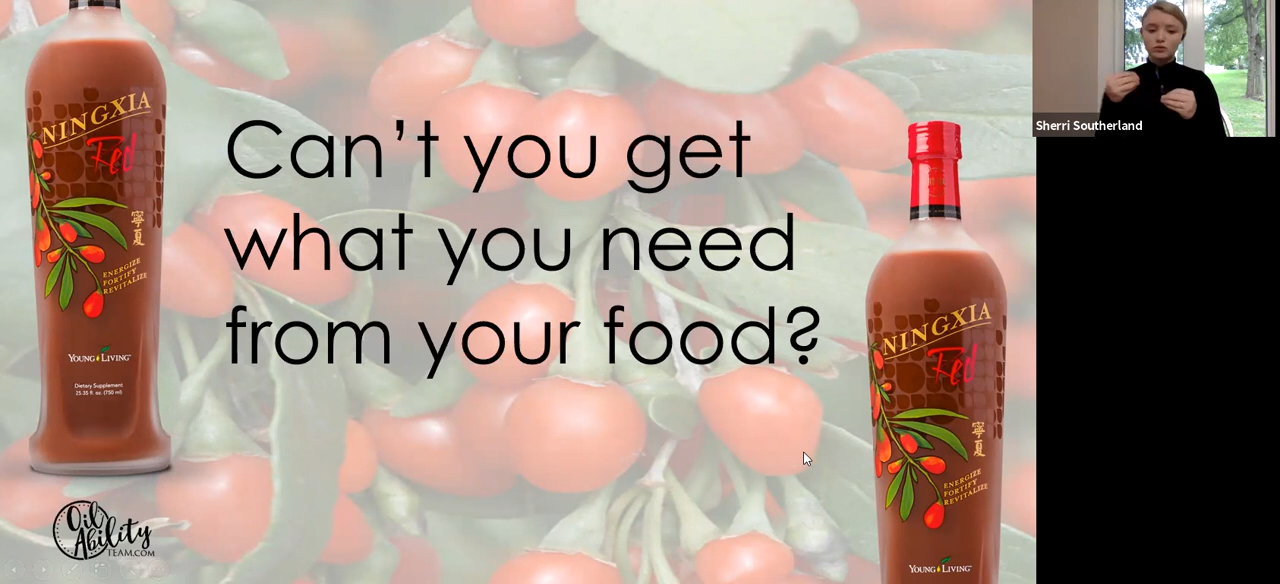 Can’t you get
what you need
from your food?
NINGXIA
Red
寧
夏
ENERGIZE
FORTIFY
REVITALIZE
YOUNG LIVING™
Dietary Supplement
25.35 fl. oz. (750 ml)
NINGXIA
Red
寧
夏
ENERGIZE
FORTIFY
REVITALIZE
YOUNG LIVING™
Oil
Ability
TEAM.COM
Sherri Southerland